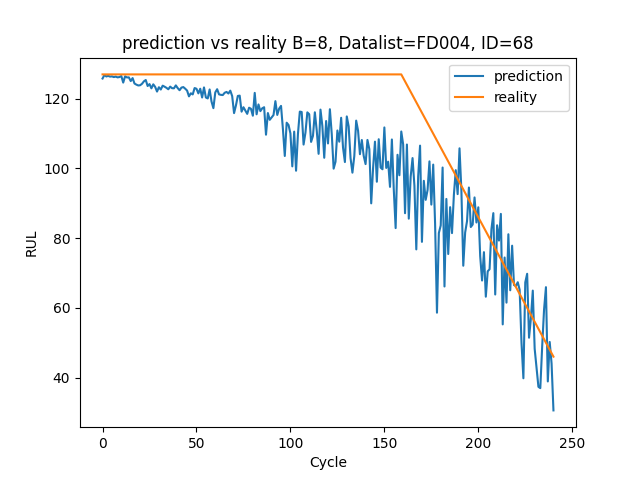 prediction vs reality B=8, Datalist=FD004, ID=68
prediction
reality
120
100
80
60
40
RUL
0
50
100
150
200
250
Cycle